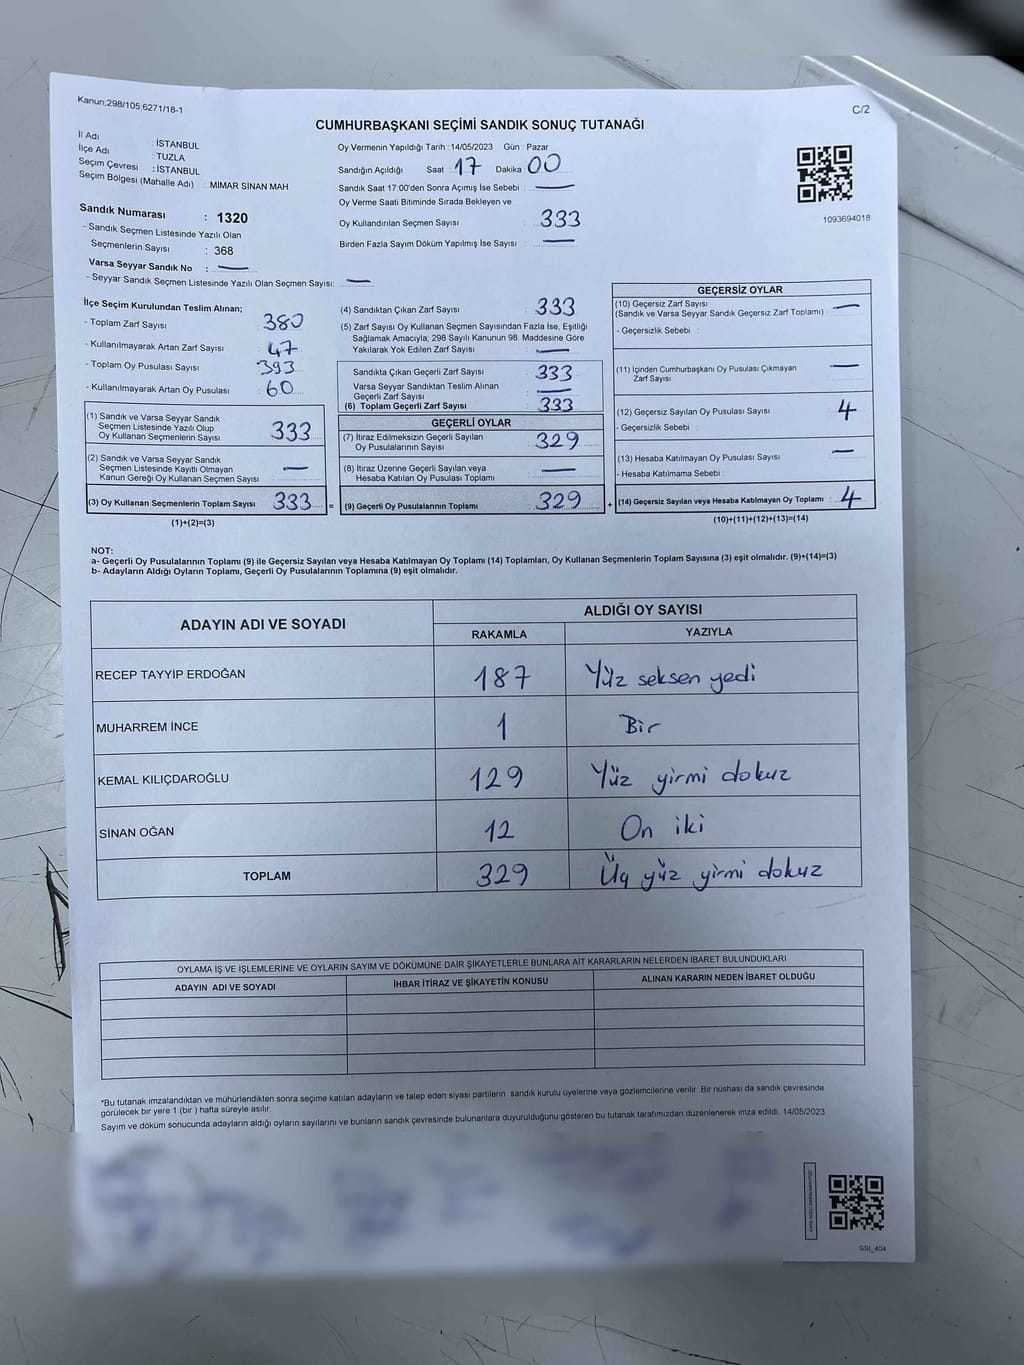 Kanun;298/105,6271/18-1
C/2
CUMHURBAŞKANI SEÇİMİ SANDIK SONUÇ TUTANAĞI
İl Adı : İSTANBUL
İlçe Adı : TUZLA
Seçim Çevresi : İSTANBUL
Seçim Bölgesi (Mahalle Adı) : MIMAR SİNAN MAH.
Sandık Numarası : 1320
- Sandık Seçmen Listesinde Yazılı Olan
Seçmenlerin Sayısı : 368
Varsa Seyyar Sandık No :
- Seyyar Sandık Seçmen Listesinde Yazılı Olan Seçmen Sayısı:
Oy Vermenin Yapıldığı Tarih : 14/05/2023 Gün : Pazar
Sandığın Açıldığı Saat : 17 Dakika : 00
Sandık Saat 17:00'den Sonra Açımış İse Sebebi :
Oy Verme Saati Bitiminde Sırada Bekleyen ve
Oy Kullandırılan Seçmen Sayısı : 333
Birden Fazla Sayım Döküm Yapılmış İse Sayısı :
1093694018
İlçe Seçim Kurulundan Teslim Alınan;
- Toplam Zarf Sayısı : 380
- Kullanılmayarak Artan Zarf Sayısı : 47
- Toplam Oy Pusulası Sayısı : 393
- Kullanılmayarak Artan Oy Pusulası : 60
(1) Sandık ve Varsa Seyyar Sandık
Seçmen Listesinde Yazılı Olup
Oy Kullanan Seçmenlerin Sayısı : 333
(2) Sandık ve Varsa Seyyar Sandık
Seçmen Listesinde Kayıtlı Olmayan
Kanun Gereği Oy Kullanan Seçmen Sayısı :
(3) Oy Kullanan Seçmenlerin Toplam Sayısı : 333 =
(1)+(2)=(3)
(4) Sandıktan Çıkan Zarf Sayısı : 333
(5) Zarf Sayısı Oy Kullanan Seçmen Sayısından Fazla İse, Eşitliği
Sağlamak Amacıyla, 298 Sayılı Kanunun 98. Maddesine Göre
Yakılarak Yok Edilen Zarf Sayısı :
Sandıkta Çıkan Geçerli Zarf Sayısı : 333
Varsa Seyyar Sandıktan Teslim Alınan
Geçerli Zarf Sayısı :
(6) Toplam Geçerli Zarf Sayısı : 333
GEÇERLİ OYLAR
(7) İtiraz Edilmeksizin Geçerli Sayılan
Oy Pusulalarının Sayısı : 329
(8) İtiraz Üzerine Geçerli Sayılan veya
Hesaba Katılan Oy Pusulası Toplamı :
(9) Geçerli Oy Pusulalarının Toplamı : 329 +
GEÇERSİZ OYLAR
(10) Geçersiz Zarf Sayısı
(Sandık ve Varsa Seyyar Sandık Geçersiz Zarf Toplamı) :
- Geçersizlik Sebebi :
(11) İçinden Cumhurbaşkanı Oy Pusulası Çıkmayan
Zarf Sayısı :
(12) Geçersiz Sayılan Oy Pusulası Sayısı : 4
- Geçersizlik Sebebi :
(13) Hesaba Katılmayan Oy Pusulası Sayısı :
- Hesaba Katılmama Sebebi :
(14) Geçersiz Sayılan veya Hesaba Katılmayan Oy Toplamı : 4
(10)+(11)+(12)+(13)=(14)
NOT:
a- Geçerli Oy Pusulalarının Toplamı (9) ile Geçersiz Sayılan veya Hesaba Katılmayan Oy Toplamı (14) Toplamları, Oy Kullanan Seçmenlerin Toplam Sayısına (3) eşit olmalıdır. (9)+(14)=(3)
b- Adayların Aldığı Oyların Toplamı, Geçerli Oy Pusulalarının Toplamına (9) eşit olmalıdır.
ADAYIN ADI VE SOYADI
ALDIĞI OY SAYISI
RAKAMLA YAZIYLA
RECEP TAYYİP ERDOĞAN 187 Yüz seksen yedi
MUHARREM İNCE 1 Bir
KEMAL KILIÇDAROĞLU 129 Yüz yirmi dokuz
SİNAN OĞAN 12 On iki
TOPLAM 329 Üç yüz yirmi dokuz
OYLAMA İŞ VE İŞLEMLERİNE VE OYLARIN SAYIM VE DÖKÜMÜNE DAİR ŞİKAYETLERLE BUNLARA AİT KARARLARIN NELERDEN İBARET BULUNDUKLARI
ADAYIN ADI VE SOYADI İHBAR İTİRAZ VE ŞİKAYETİN KONUSU ALINAN KARARIN NEDEN İBARET OLDUĞU
*Bu tutanak imzalandıktan ve mühürlendikten sonra seçime katılan adayların ve talep eden siyasi partilerin sandık kurulu üyelerine veya gözlemcilerine verilir. Bir nüshası da sandık çevresinde
görülecek bir yere 1 (bir ) hafta süreyle asılır.
Sayım ve döküm sonucunda adayların aldığı oyların sayılarını ve bunların sandık çevresinde bulunanlara duyurulduğunu gösteren bu tutanak tarafımızdan düzenlenerek imza edildi. 14/05/2023
SSI_404